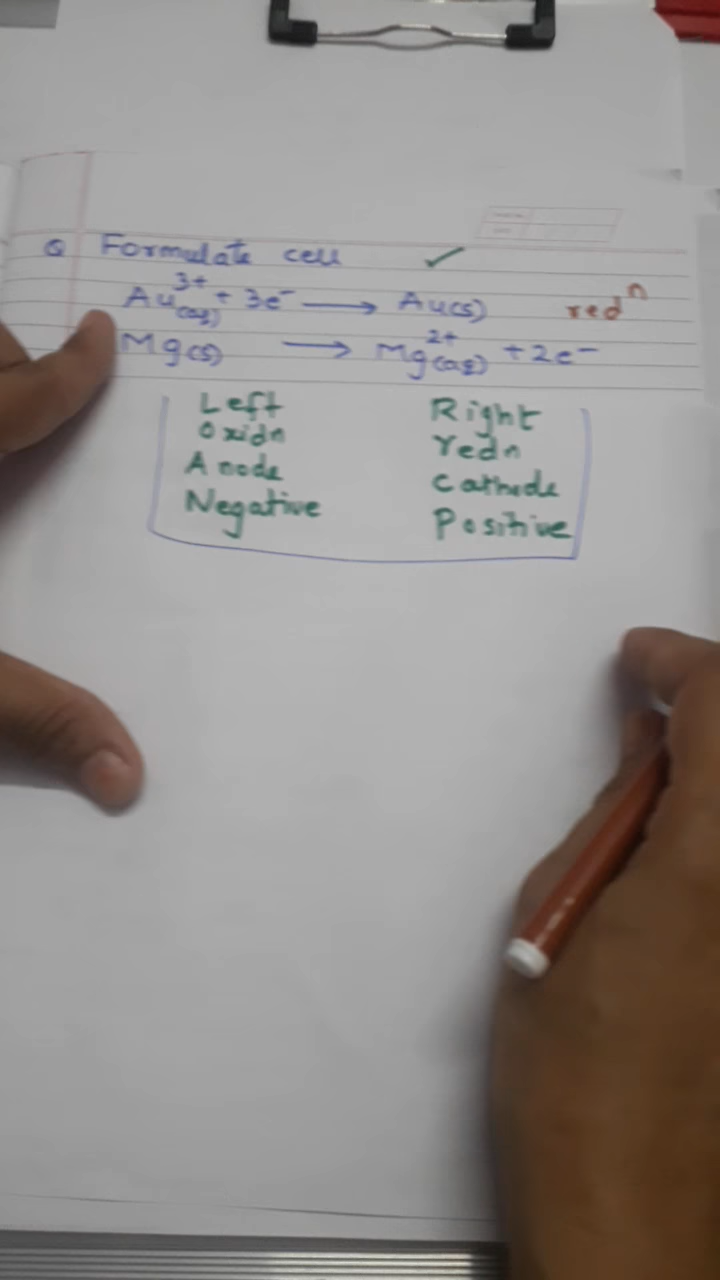 Q Formulate cell ✓
Au³⁺(aq) + 3e⁻ ⟶ Au(s) redⁿ
Mg(s) ⟶ Mg²⁺(aq) + 2e⁻
Left Right
Oxidn redn
Anode Cathode
Negative Positive